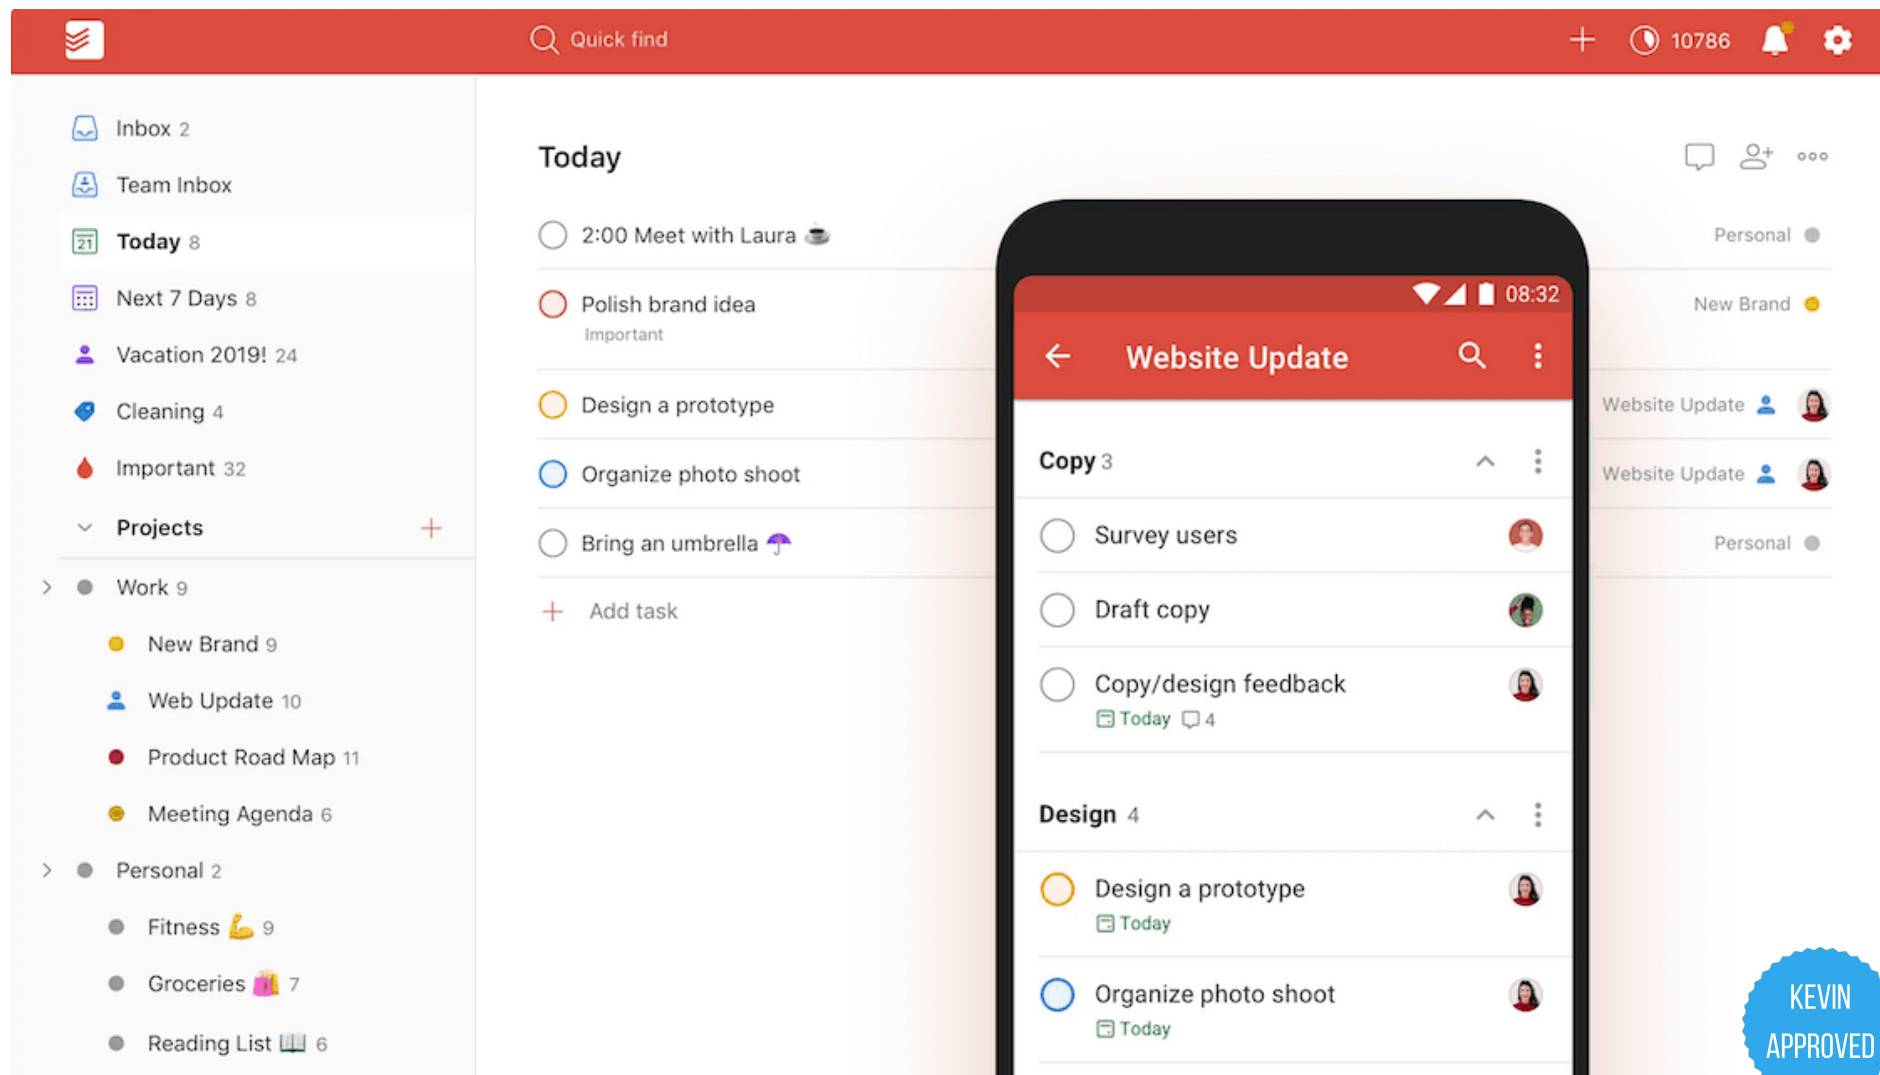 Quick find
10786
Inbox 2
Team Inbox
21 Today 8
Next 7 Days 8
Vacation 2019! 24
Cleaning 4
Important 32
Projects
Work 9
New Brand 9
Web Update 10
Product Road Map 11
Meeting Agenda 6
Personal 2
Fitness 💪 9
Groceries 🛍️ 7
Reading List 📖 6
Today
2:00 Meet with Laura ☕ Personal
Polish brand idea New Brand
Important
Design a prototype Website Update
Organize photo shoot Website Update
Bring an umbrella ☂️ Personal
Add task
08:32
Website Update
Copy 3
Survey users
Draft copy
Copy/design feedback
Today 4
Design 4
Design a prototype
Today
Organize photo shoot
Today
KEVIN
APPROVED